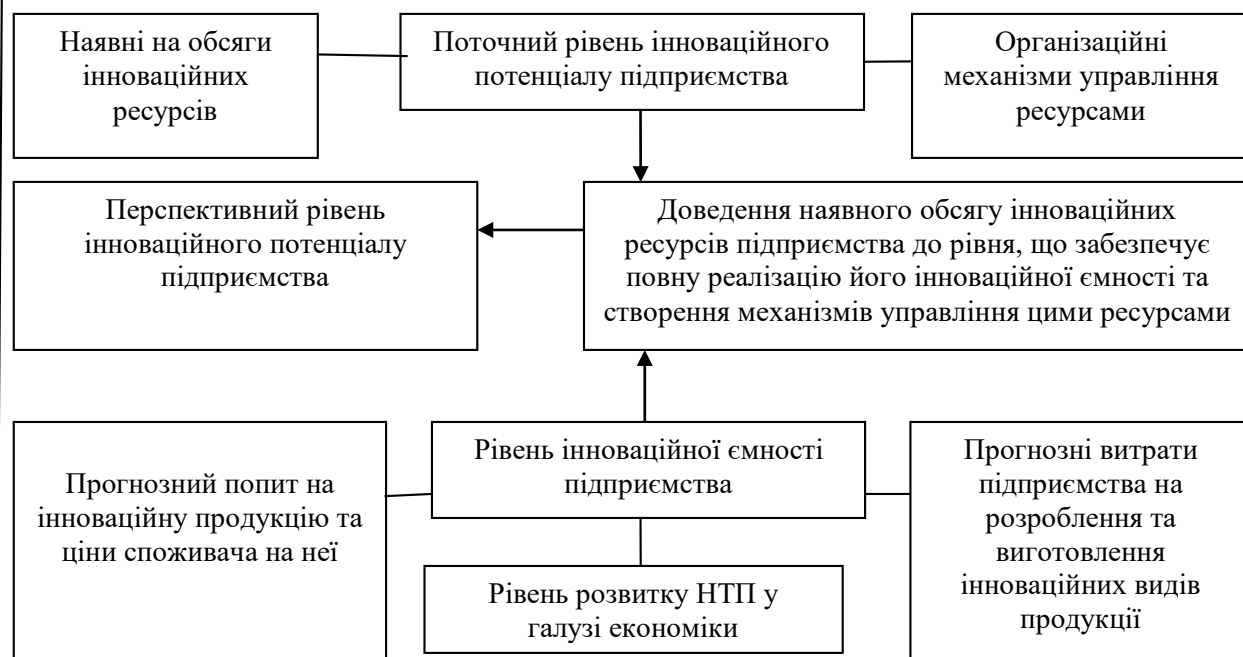 Наявні на обсяги
інноваційних
ресурсів
Поточний рівень інноваційного
потенціалу підприємства
Організаційні
механізми управління
ресурсами
Перспективний рівень
інноваційного потенціалу
підприємства
Доведення наявного обсягу інноваційних
ресурсів підприємства до рівня, що забезпечує
повну реалізацію його інноваційної ємності та
створення механізмів управління цими ресурсами
Прогнозний попит на
інноваційну продукцію та
ціни споживача на неї
Рівень інноваційної ємності
підприємства
Прогнозні витрати
підприємства на
розроблення та
виготовлення
інноваційних видів
продукції
Рівень розвитку НТП у
галузі економіки